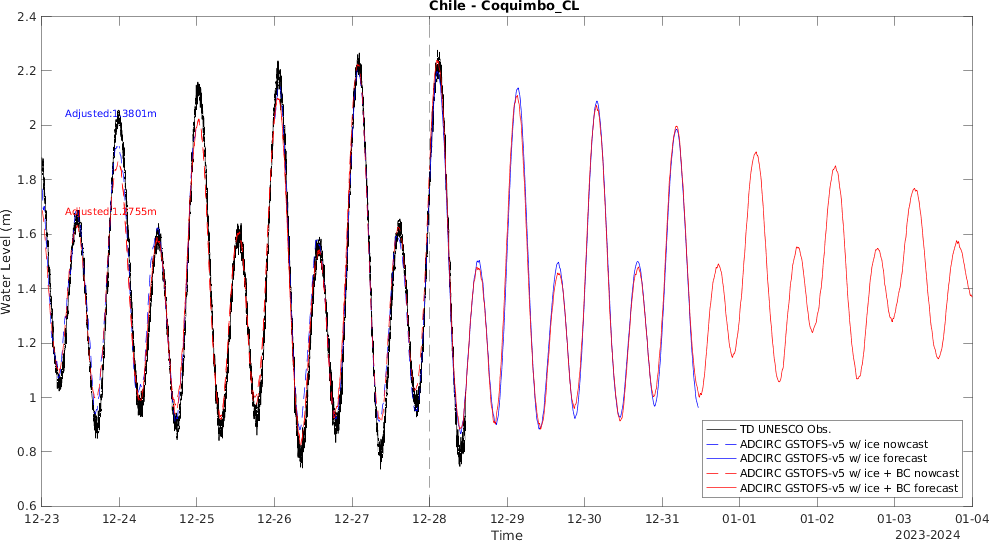 Chile - Coquimbo_CL
2.4
2.2
2
1.8
1.6
1.4
1.2
1
0.8
0.6
Water Level (m)
Adjusted:1.3801m
Adjusted:1.2755m
TD UNESCO Obs.
ADCIRC GSTOFS-v5 w/ ice nowcast
ADCIRC GSTOFS-v5 w/ ice forecast
ADCIRC GSTOFS-v5 w/ ice + BC nowcast
ADCIRC GSTOFS-v5 w/ ice + BC forecast
12-23 12-24 12-25 12-26 12-27 12-28 12-29 12-30 12-31 01-01 01-02 01-03 01-04
Time
2023-2024